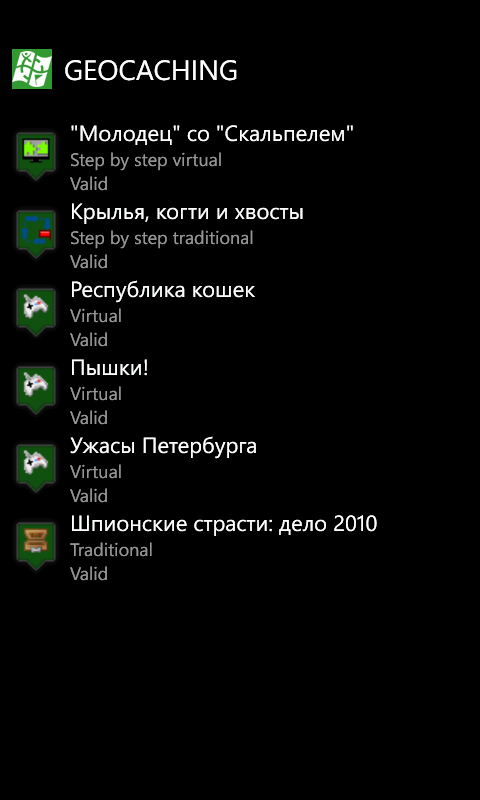 GEOCACHING
"Молодец" со "Скальпелем"
Step by step virtual
Valid
Крылья, когти и хвосты
Step by step traditional
Valid
Республика кошек
Virtual
Valid
Пышки!
Virtual
Valid
Ужасы Петербурга
Virtual
Valid
Шпионские страсти: дело 2010
Traditional
Valid